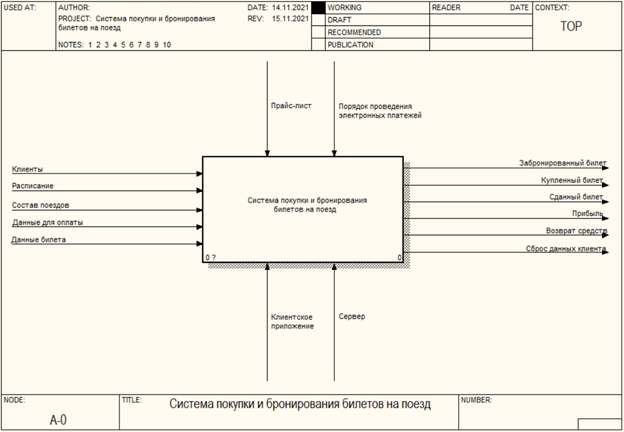 USED AT:
AUTHOR:
PROJECT: Система покупки и бронирования
билетов на поезд
NOTES: 1 2 3 4 5 6 7 8 9 10
DATE: 14.11.2021
REV: 15.11.2021
WORKING
DRAFT
RECOMMENDED
PUBLICATION
READER DATE
CONTEXT:
TOP
Прайс-лист
Порядок проведения
электронных платежей
Клиенты
Расписание
Состав поездов
Данные для оплаты
Данные билета
Система покупки и бронирования
билетов на поезд
0 ?
0
Забронированный билет
Купленный билет
Сданный билет
Прибыль
Возврат средств
Сброс данных клиента
Клиентское
приложение
Сервер
NODE:
A-0
TITLE:
Система покупки и бронирования билетов на поезд
NUMBER: